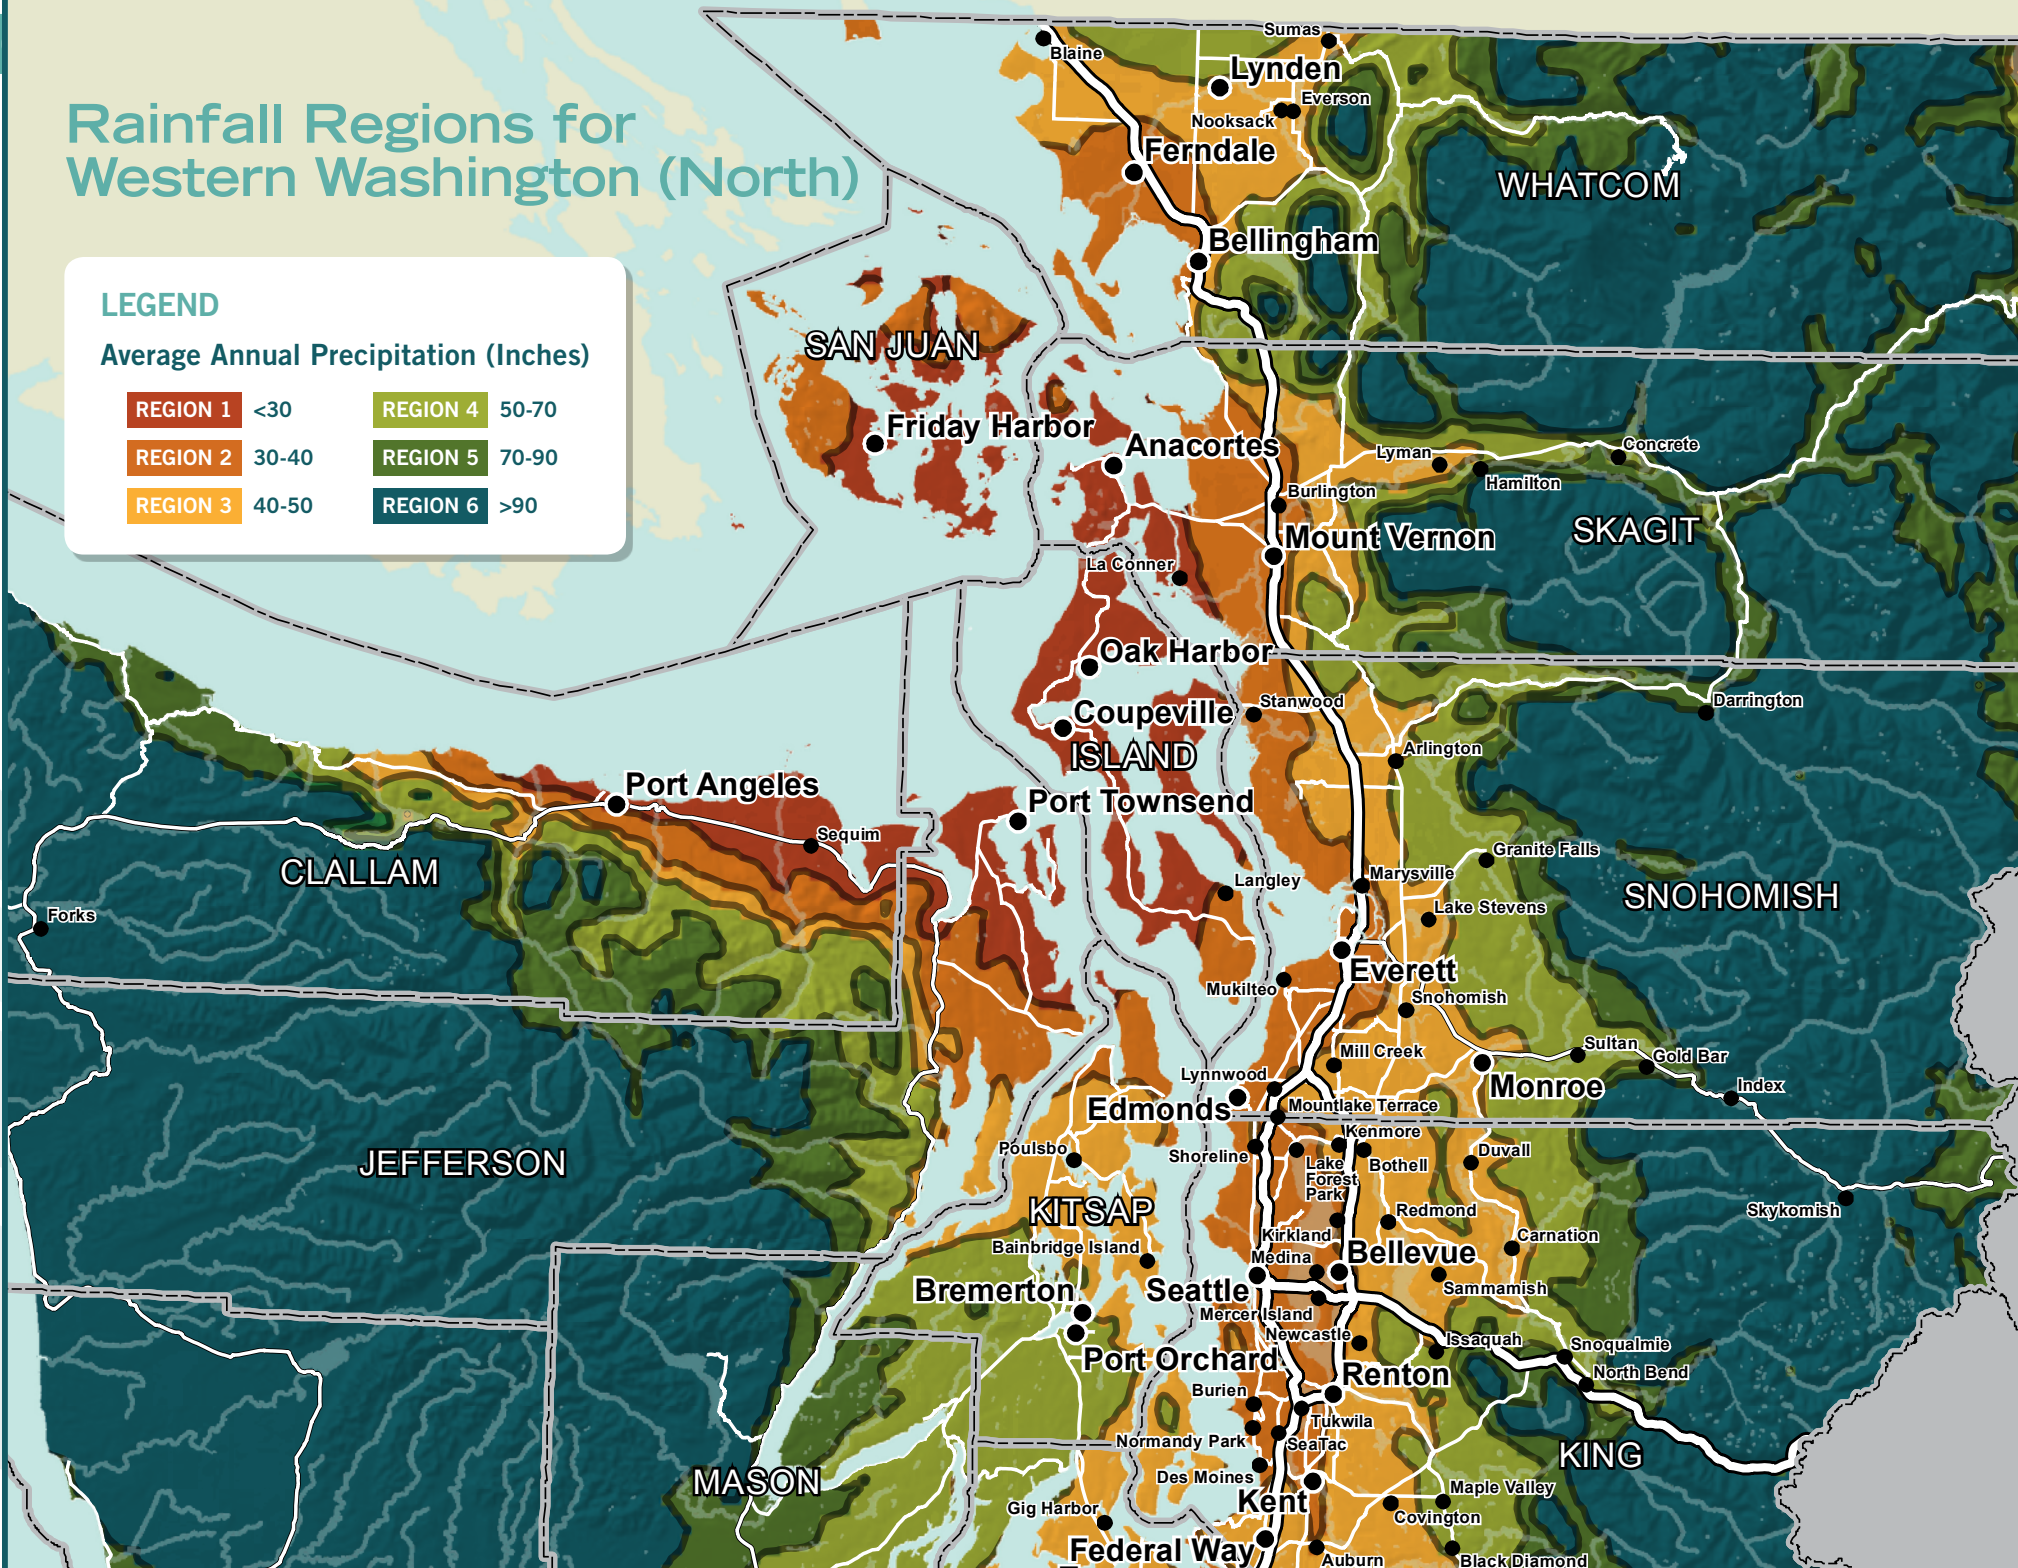 Rainfall Regions for
Western Washington (North)
LEGEND
Average Annual Precipitation (Inches)
REGION 1 <30
REGION 2 30-40
REGION 3 40-50
REGION 4 50-70
REGION 5 70-90
REGION 6 >90
Sumas
Blaine
Lynden
Everson
Nooksack
Ferndale
WHATCOM
Bellingham
SAN JUAN
Friday Harbor
Anacortes
Lyman
Concrete
Hamilton
Burlington
SKAGIT
Mount Vernon
La Conner
Oak Harbor
Stanwood
Darrington
Coupeville
ISLAND
Arlington
Port Angeles
Port Townsend
Sequim
Granite Falls
CLALLAM
Marysville
Langley
SNOHOMISH
Lake Stevens
Forks
Everett
Mukilteo
Snohomish
Sultan
Mill Creek
Gold Bar
Lynnwood
Monroe
Index
Edmonds
Mountlake Terrace
Kenmore
Poulsbo
Shoreline
Lake
Forest
Park
Bothell
Duvall
JEFFERSON
KITSAP
Redmond
Skykomish
Kirkland
Carnation
Bainbridge Island
Medina
Bellevue
Bremerton
Seattle
Sammamish
Mercer Island
Newcastle
Issaquah
Snoqualmie
Port Orchard
Renton
North Bend
Burien
Tukwila
Normandy Park
SeaTac
KING
MASON
Des Moines
Maple Valley
Kent
Gig Harbor
Covington
Federal Way
Auburn
Black Diamond